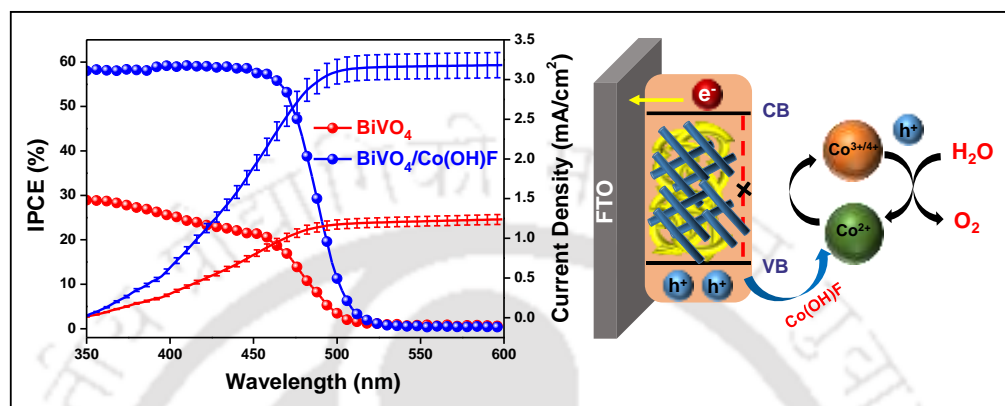 60
50
40
30
20
10
0
IPCE (%)
350
400
450
500
550
600
Wavelength (nm)
3.5
3.0
2.5
2.0
1.5
1.0
0.5
0.0
Current Density (mA/cm²)
BiVO₄
BiVO₄/Co(OH)F
FTO
e⁻
CB
VB
h⁺ h⁺
Co(OH)F
h⁺
Co³⁺/⁴⁺
Co²⁺
H₂O
O₂